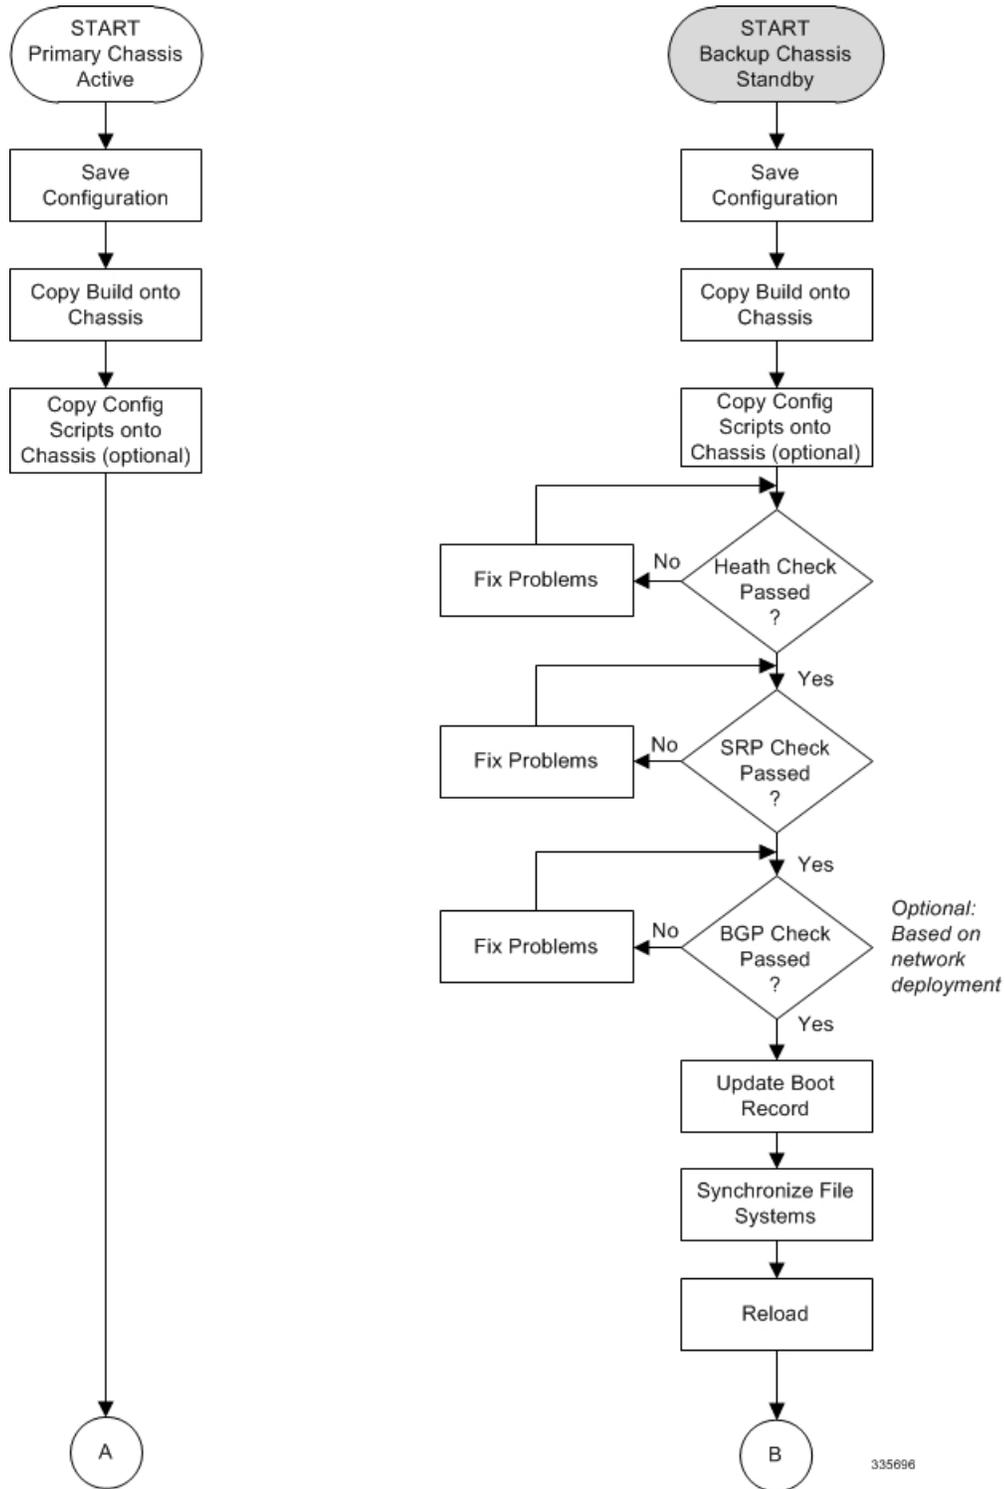 START
Primary Chassis
Active
Save
Configuration
Copy Build onto
Chassis
Copy Config
Scripts onto
Chassis (optional)
A
START
Backup Chassis
Standby
Save
Configuration
Copy Build onto
Chassis
Copy Config
Scripts onto
Chassis (optional)
Heath Check
Passed
?
No
Fix Problems
Yes
SRP Check
Passed
?
No
Fix Problems
Yes
BGP Check
Passed
?
No
Fix Problems
Optional:
Based on
network
deployment
Yes
Update Boot
Record
Synchronize File
Systems
Reload
B
335696